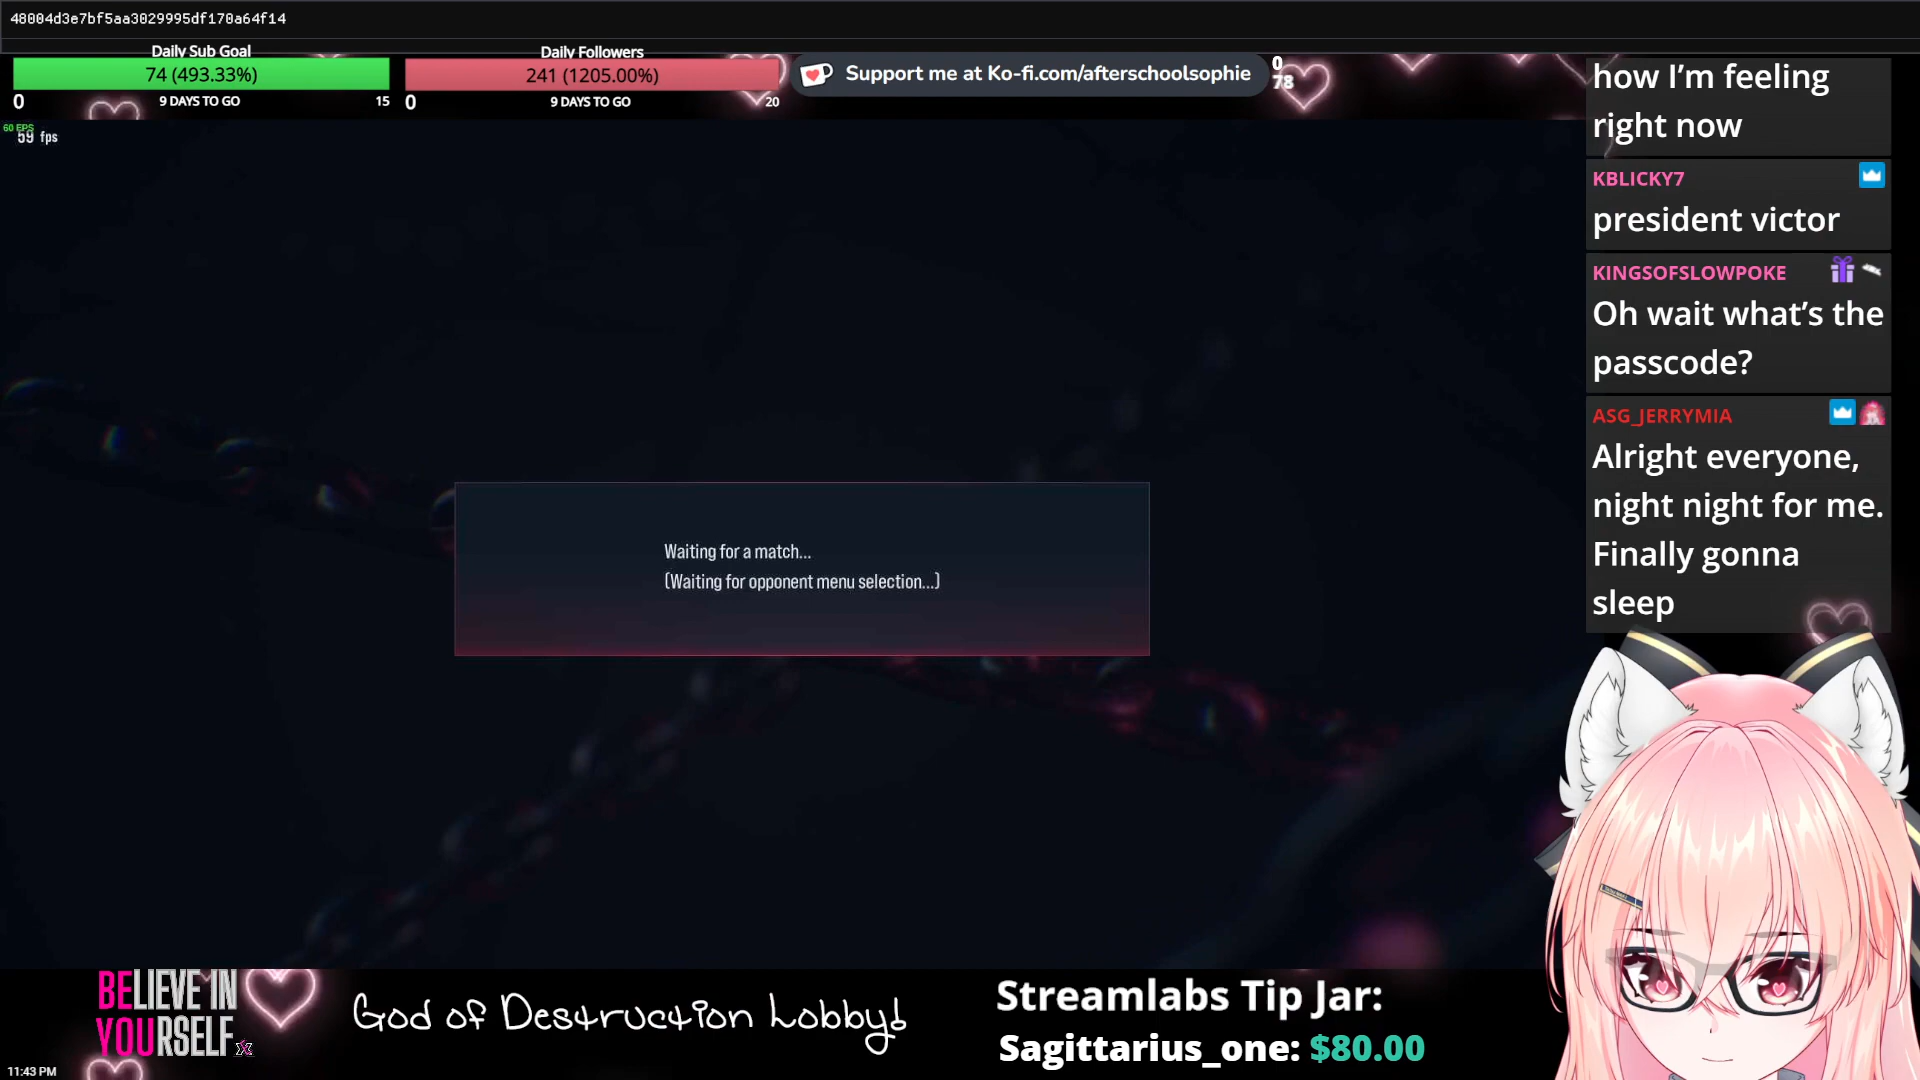 48004d3e7bf5aa3029995df170a64f14
Daily Sub Goal
74 (493.33%)
0
9 DAYS TO GO
15
Daily Followers
241 (1205.00%)
0
9 DAYS TO GO
20
Support me at Ko-fi.com/afterschoolsophie
0
78
60 FPS
59 fps
how I’m feeling
right now
KBLICKY7
president victor
KINGSOFSLOWPOKE
Oh wait what’s the
passcode?
ASG_JERRYMIA
Alright everyone,
night night for me.
Finally gonna
sleep
Waiting for a match...
(Waiting for opponent menu selection...)
BELIEVE IN
YOURSELF
God of Destruction Lobby!
Streamlabs Tip Jar:
Sagittarius_one: $80.00
11:43 PM